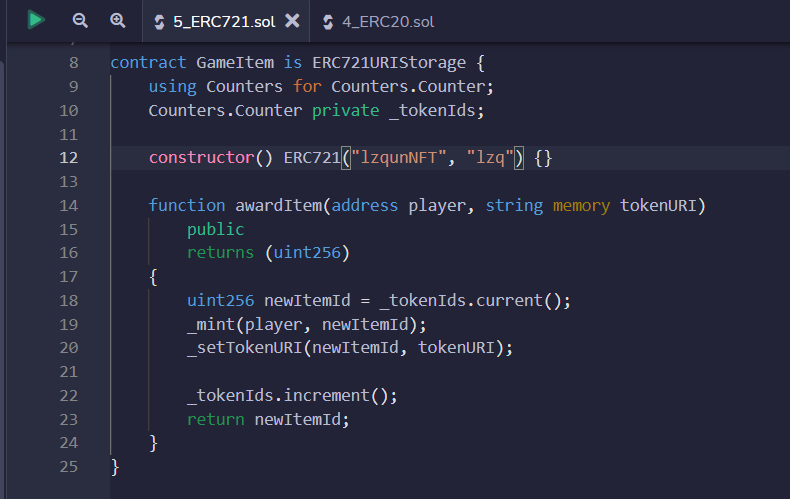 5_ERC721.sol 4_ERC20.sol
8 contract GameItem is ERC721URIStorage {
9 using Counters for Counters.Counter;
10 Counters.Counter private _tokenIds;
11
12 constructor() ERC721("lzqunNFT", "lzq") {}
13
14 function awardItem(address player, string memory tokenURI)
15 public
16 returns (uint256)
17 {
18 uint256 newItemId = _tokenIds.current();
19 _mint(player, newItemId);
20 _setTokenURI(newItemId, tokenURI);
21
22 _tokenIds.increment();
23 return newItemId;
24 }
25 }